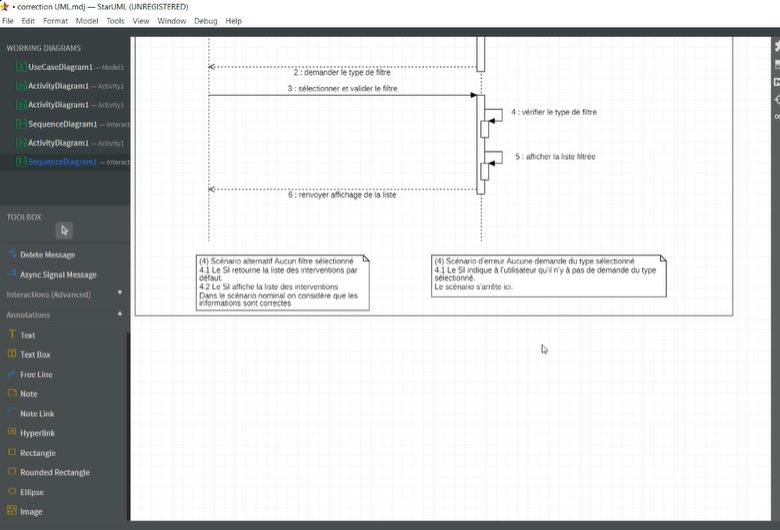 • correction UML.mdj — StarUML (UNREGISTERED)
File Edit Format Model Tools View Window Debug Help
WORKING DIAGRAMS
UseCaseDiagram1 — Model1
ActivityDiagram1 — Activity1
ActivityDiagram1 — Activity1
SequenceDiagram1 — Interact
ActivityDiagram1 — Activity1
SequenceDiagram1 — Interact
TOOLBOX
Delete Message
Async Signal Message
Interactions (Advanced)
Annotations
Text
Text Box
Free Line
Note
Note Link
Hyperlink
Rectangle
Rounded Rectangle
Ellipse
Image
2 : demander le type de filtre
3 : sélectionner et valider le filtre
4 : vérifier le type de filtre
5 : afficher la liste filtrée
6 : renvoyer affichage de la liste
(4) Scénario alternatif Aucun filtre sélectionné
4.1 Le SI retourne la liste des interventions par
défaut.
4.2 Le SI affiche la liste des interventions
Dans le scénario nominal on considère que les
informations sont correctes
(4) Scénario d'erreur Aucune demande du type sélectionné
4.1 Le SI indique à l'utilisateur qu'il n'y à pas de demande du type
sélectionné.
Le scénario s'arrête ici.